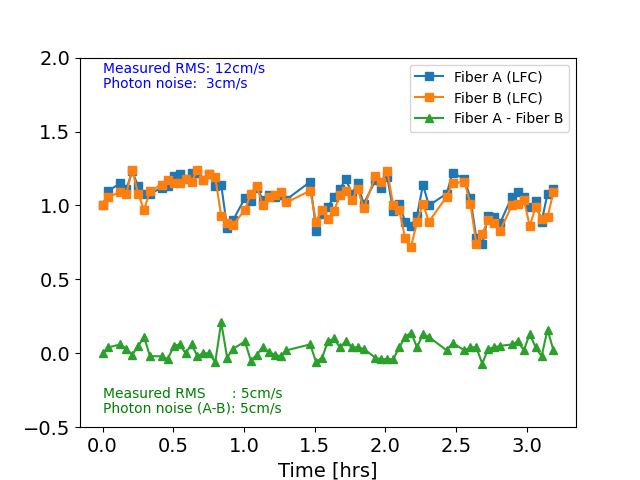 2.0
1.5
1.0
0.5
0.0
−0.5
Measured RMS: 12cm/s
Photon noise:  3cm/s
Fiber A (LFC)
Fiber B (LFC)
Fiber A - Fiber B
Measured RMS      : 5cm/s
Photon noise (A-B): 5cm/s
0.0 0.5 1.0 1.5 2.0 2.5 3.0
Time [hrs]